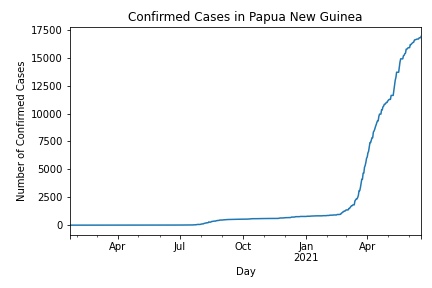 Confirmed Cases in Papua New Guinea
Number of Confirmed Cases
17500
15000
12500
10000
7500
5000
2500
0
Apr
Jul
Oct
Jan
2021
Apr
Day